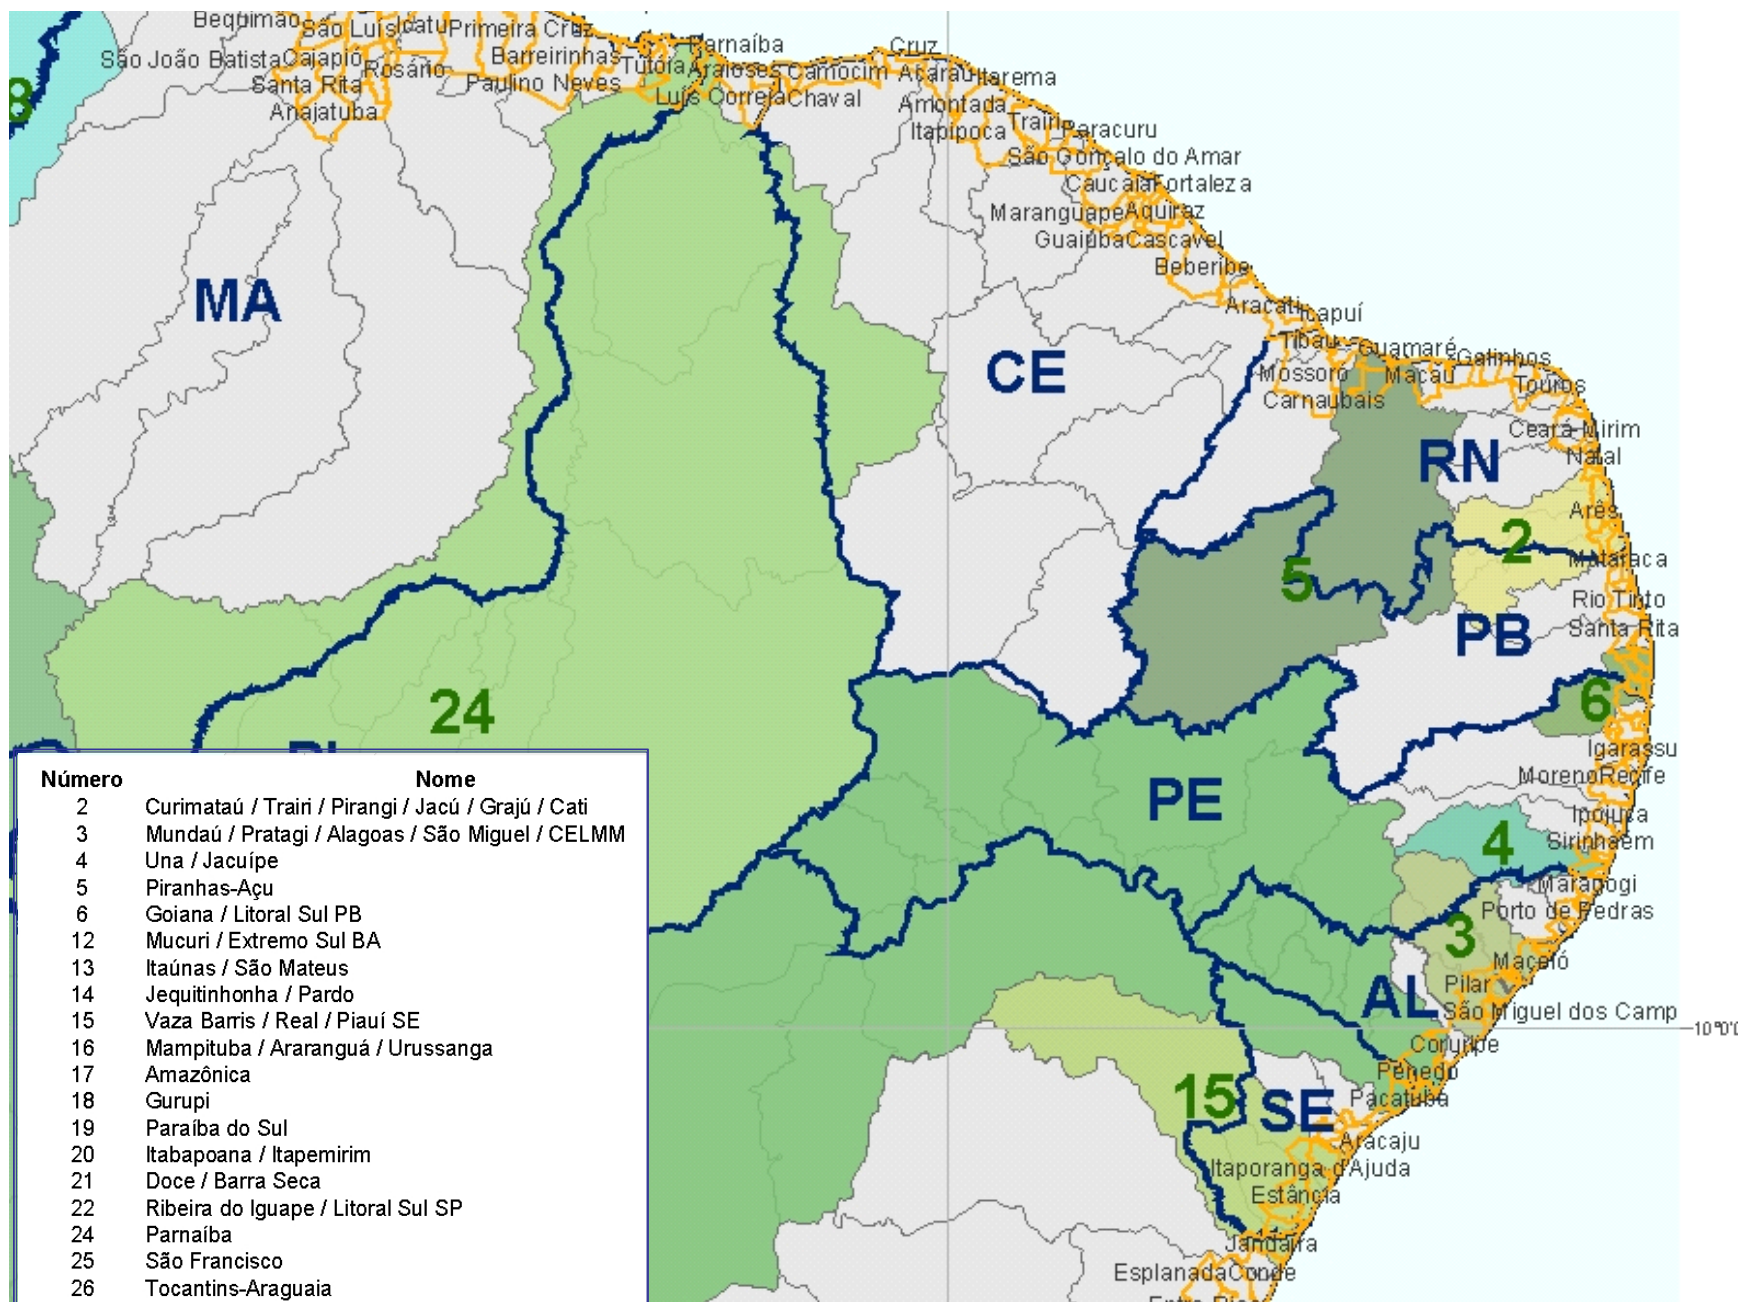 Bequimão
São Luís
Icatu
Primeira Cruz
São João Batista
Cajapió
Rosário
Barreirinhas
Santa Rita
Paulino Neves
Anajatuba
Tutóia
Parnaíba
Araioses
Luís Correia
Camocim
Chaval
Cruz
Acaraú
Itarema
Amontada
Itapipoca
Trairi
Paracuru
São Gonçalo do Amar
Caucaia
Fortaleza
Maranguape
Aquiraz
Guaiúba
Cascavel
Beberibe
Aracati
Icapuí
Tibau
Guamaré
Galinhos
Mossoró
Macau
Touros
Carnaubais
Ceará-Mirim
Natal
Arês
Mataraca
Rio Tinto
Santa Rita
Igarassu
Moreno
Recife
Ipojuca
Sirinhaém
Maragogi
Porto de Pedras
Maceió
Pilar
São Miguel dos Camp
Coruripe
Penedo
Pacatuba
Aracaju
Itaporanga d'Ajuda
Estância
Jandaíra
Esplanada
Conde
MA
CE
RN
PB
PE
AL
SE
3
24
5
2
6
4
3
15
10°0'0
Número Nome
2 Curimataú / Trairi / Pirangi / Jacú / Grajú / Cati
3 Mundaú / Pratagi / Alagoas / São Miguel / CELMM
4 Una / Jacuípe
5 Piranhas-Açu
6 Goiana / Litoral Sul PB
12 Mucuri / Extremo Sul BA
13 Itaúnas / São Mateus
14 Jequitinhonha / Pardo
15 Vaza Barris / Real / Piauí SE
16 Mampituba / Araranguá / Urussanga
17 Amazônica
18 Gurupi
19 Paraíba do Sul
20 Itabapoana / Itapemirim
21 Doce / Barra Seca
22 Ribeira do Iguape / Litoral Sul SP
24 Parnaíba
25 São Francisco
26 Tocantins-Araguaia